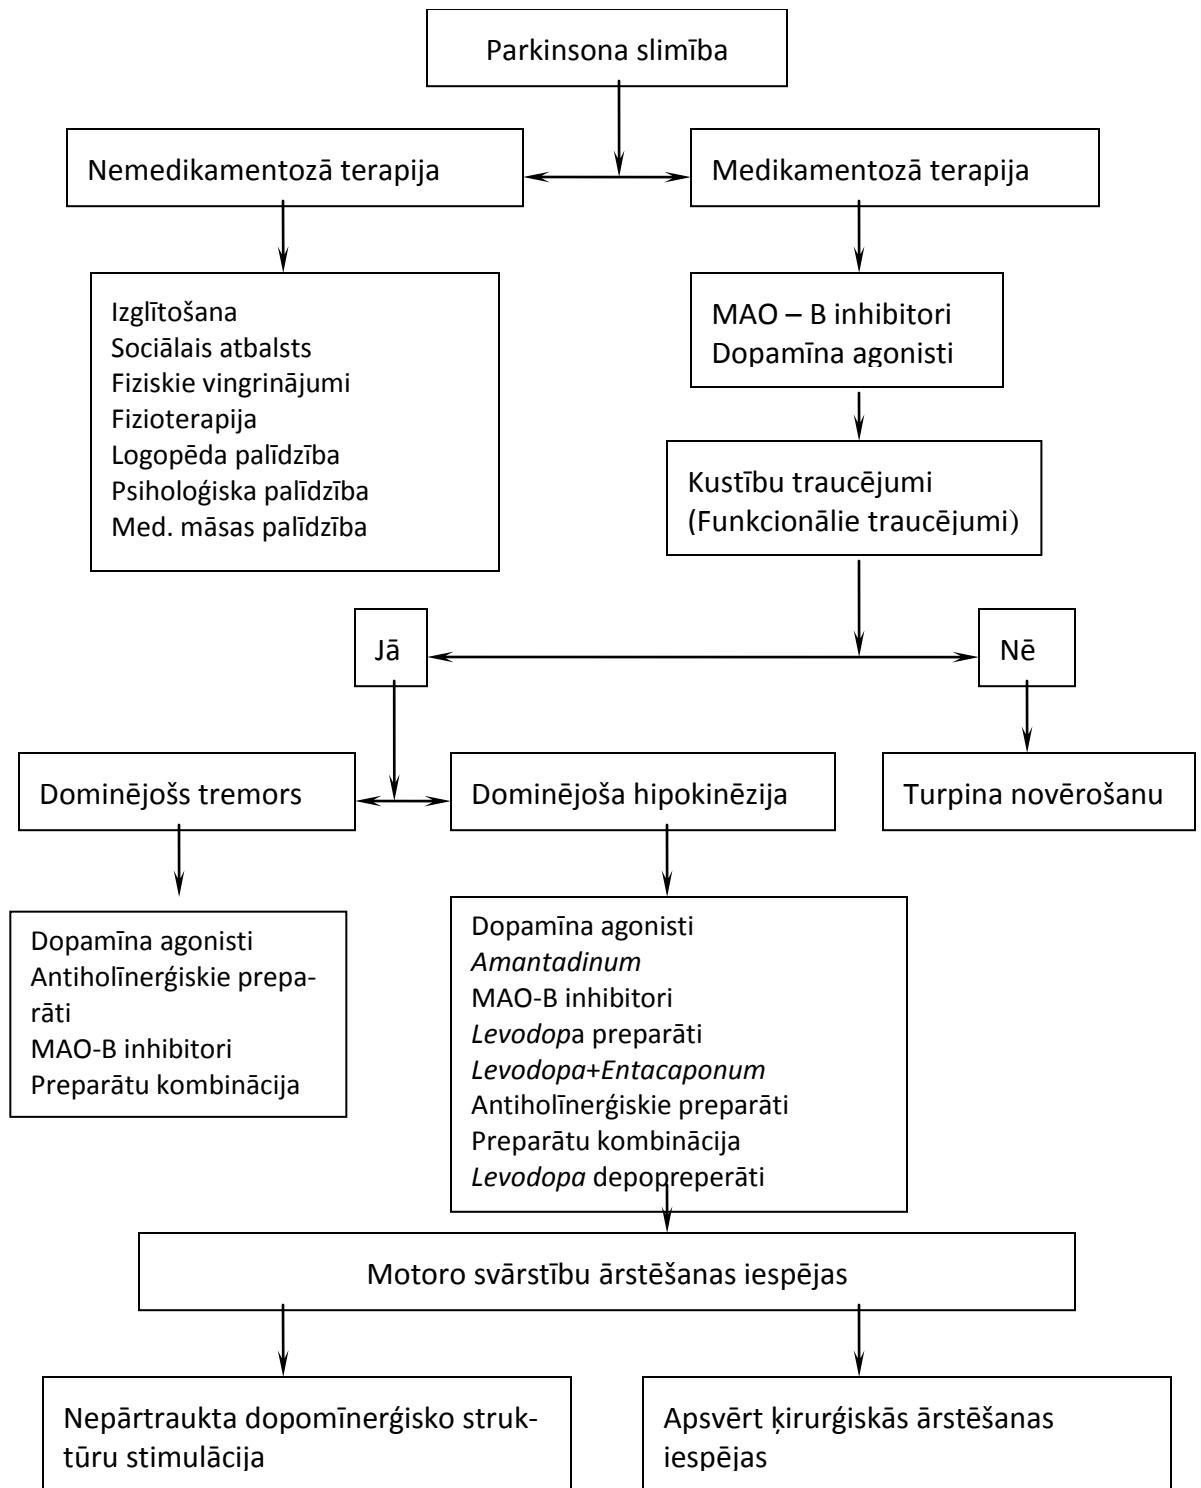 Parkinsona slimība
Nemedikamentozā terapija
Medikamentozā terapija
Izglītošana
Sociālais atbalsts
Fiziskie vingrinājumi
Fizioterapija
Logopēda palīdzība
Psiholoģiska palīdzība
Med. māsas palīdzība
MAO – B inhibitori
Dopamīna agonisti
Kustību traucējumi
(Funkcionālie traucējumi)
Jā
Nē
Dominējošs tremors
Dominējoša hipokinēzija
Turpina novērošanu
Dopamīna agonisti
Antiholīnerģiskie prepa-
rāti
MAO-B inhibitori
Preparātu kombinācija
Dopamīna agonisti
Amantadinum
MAO-B inhibitori
Levodopa preparāti
Levodopa+Entacaponum
Antiholīnerģiskie preparāti
Preparātu kombinācija
Levodopa depopreperāti
Motoro svārstību ārstēšanas iespējas
Nepārtraukta dopomīnerģisko struk-
tūru stimulācija
Apsvērt ķirurģiskās ārstēšanas
iespējas